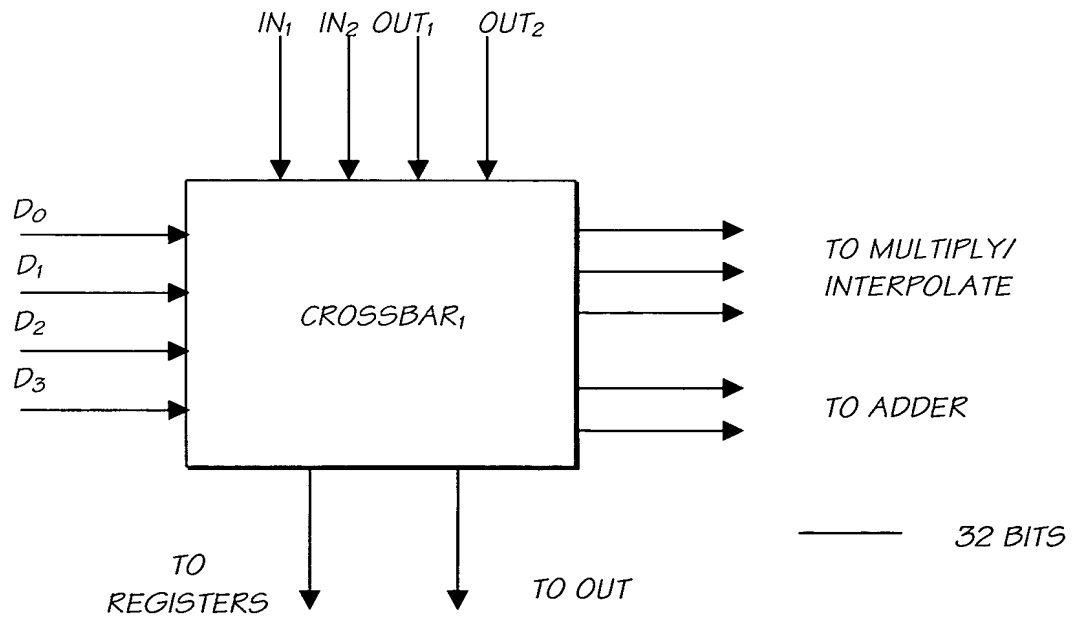 IN₁ IN₂ OUT₁ OUT₂
D₀
D₁
D₂
D₃
CROSSBAR₁
TO MULTIPLY/
INTERPOLATE
TO ADDER
32 BITS
TO
REGISTERS
TO OUT